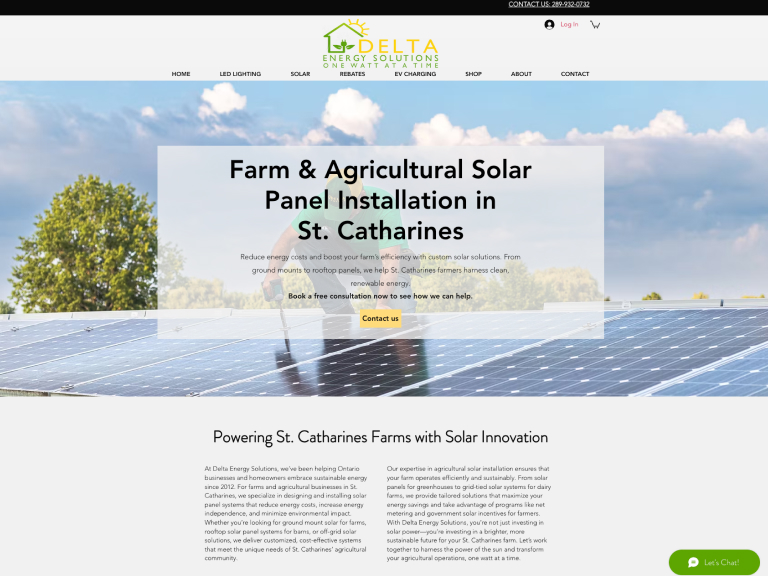 CONTACT US: 289-932-0732
Log In
DELTA
ENERGY SOLUTIONS
ONE WATT AT A TIME
HOME LED LIGHTING SOLAR REBATES EV CHARGING SHOP ABOUT CONTACT
Farm & Agricultural Solar
Panel Installation in
St. Catharines
Reduce energy costs and boost your farm's efficiency with custom solar solutions. From
ground mounts to rooftop panels, we help St. Catharines farmers harness clean,
renewable energy.
Book a free consultation now to see how we can help.
Contact us
Powering St. Catharines Farms with Solar Innovation
At Delta Energy Solutions, we've been helping Ontario
businesses and homeowners embrace sustainable energy
since 2012. For farms and agricultural businesses in St.
Catharines, we specialize in designing and installing solar
panel systems that reduce energy costs, increase energy
independence, and minimize environmental impact.
Whether you're looking for ground mount solar for farms,
rooftop solar panel systems for barns, or off-grid solar
solutions, we deliver customized, cost-effective systems
that meet the unique needs of St. Catharines' agricultural
community.
Our expertise in agricultural solar installation ensures that
your farm operates efficiently and sustainably. From solar
panels for greenhouses to grid-tied solar systems for dairy
farms, we provide tailored solutions that maximize your
energy savings and take advantage of programs like net
metering and government solar incentives for farmers.
With Delta Energy Solutions, you're not just investing in
solar power—you're investing in a brighter, more
sustainable future for your St. Catharines farm. Let's work
together to harness the power of the sun and transform
your agricultural operations, one watt at a time.
Let's Chat!